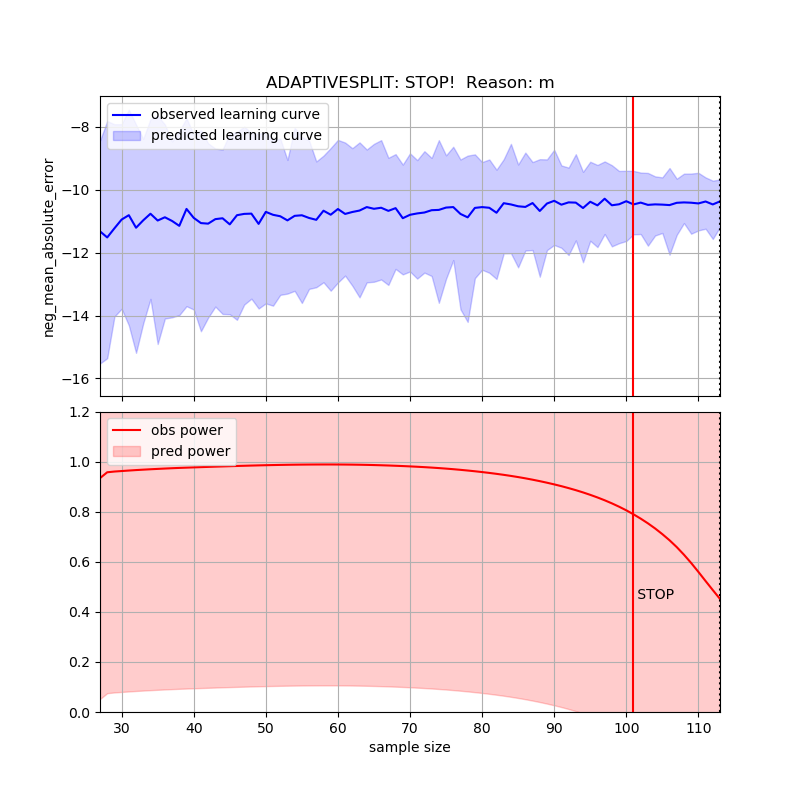 ADAPTIVESPLIT: STOP!  Reason: m
observed learning curve
predicted learning curve
neg_mean_absolute_error
−8
−10
−12
−14
−16
obs power
pred power
1.2
1.0
0.8
0.6
0.4
0.2
0.0
STOP
30 40 50 60 70 80 90 100 110
sample size